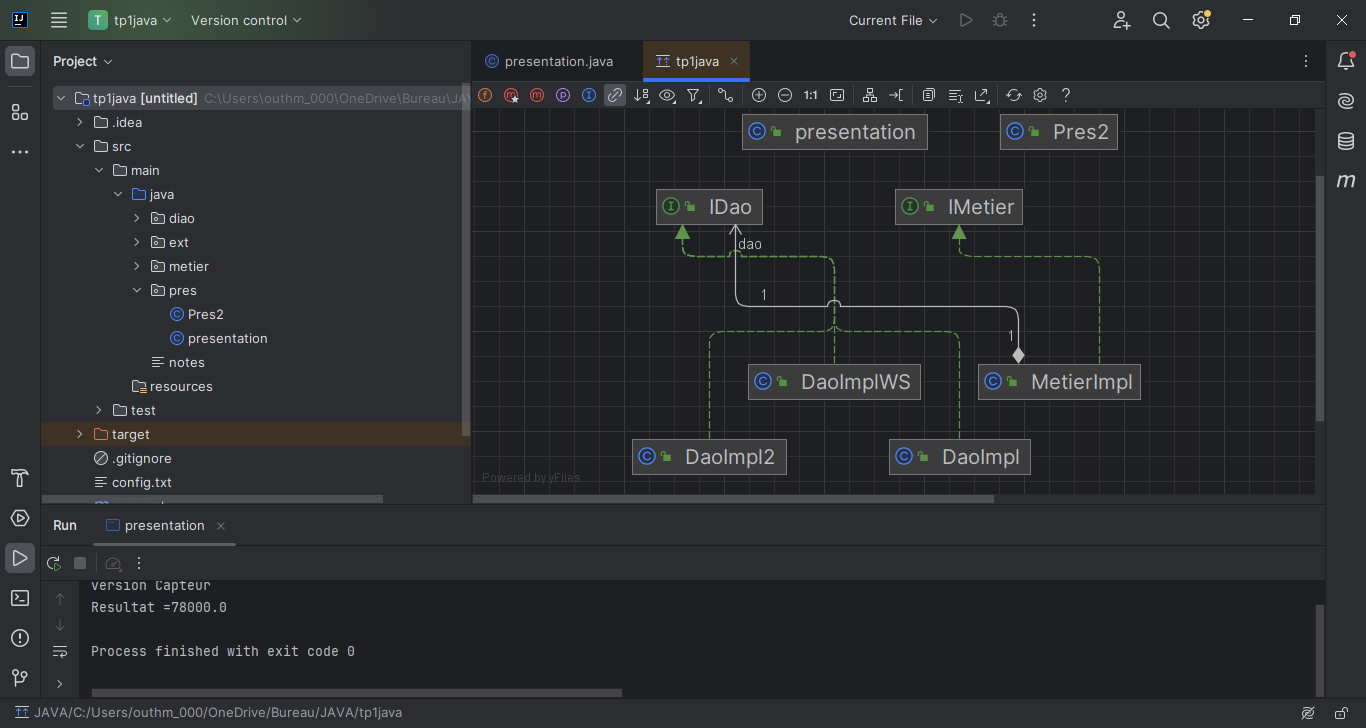 T tp1java Version control Current File
Project
presentation.java
tp1java
tp1java [untitled] C:\Users\outhm_000\OneDrive\Bureau\JA
.idea
src
main
java
diao
ext
metier
pres
Pres2
presentation
notes
resources
test
target
.gitignore
config.txt
1:1
presentation
Pres2
IDao
IMetier
dao
1
1
DaoImplWS
MetierImpl
DaoImpl2
DaoImpl
Powered by yFiles
Run presentation
version Capteur
Resultat =78000.0
Process finished with exit code 0
JAVA/C:/Users/outhm_000/OneDrive/Bureau/JAVA/tp1java